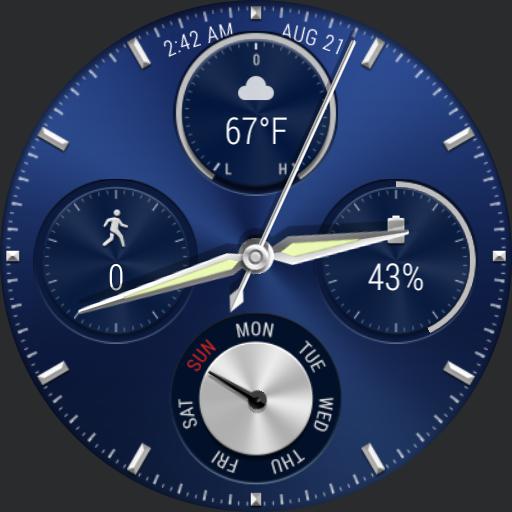 2:42 AM AUG 21
0
67°F
L H
0
43%
MON
SUN TUE
SAT WED
FRI THU